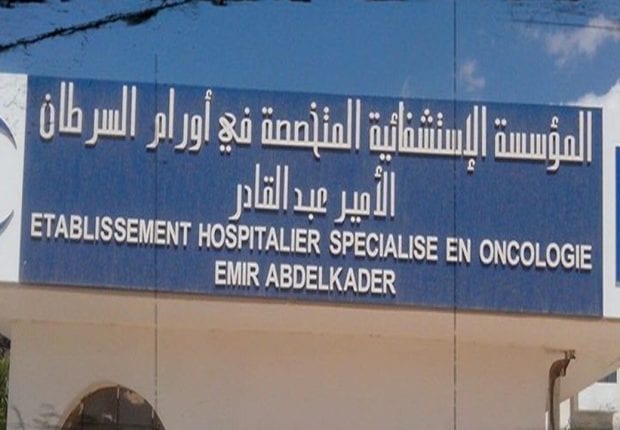 المؤسسة الإستشفائية المتخصصة في أورام السرطان
الأمير عبد القادر
ETABLISSEMENT HOSPITALIER SPECIALISE EN ONCOLOGIE
EMIR ABDELKADER